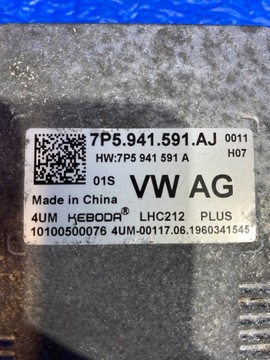 7P5.941.591.AJ 0011
HW:7P5 941 591 A H07
01S VW AG
Made in China
4UM KEBODA® LHC212 PLUS
10100500076 4UM-00117.06.1960341545